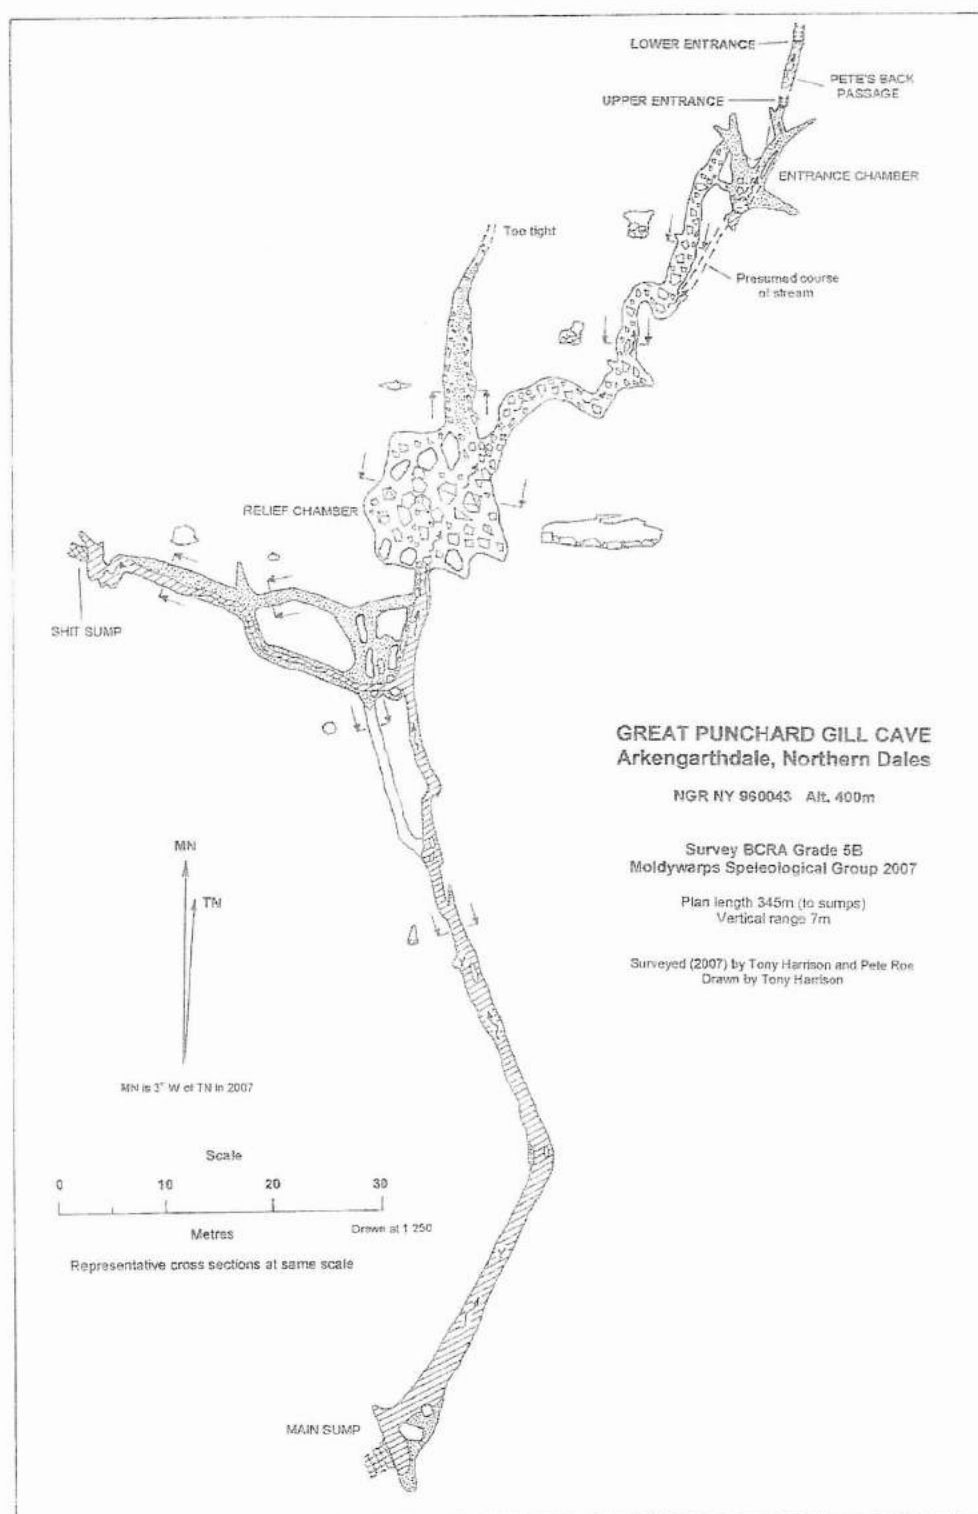 LOWER ENTRANCE
PETE'S BACK
PASSAGE
UPPER ENTRANCE
ENTRANCE CHAMBER
Too tight
Presumed course
of stream
RELIEF CHAMBER
SHIT SUMP
GREAT PUNCHARD GILL CAVE
Arkengarthdale, Northern Dales
NGR NY 960043 Alt. 400m
Survey BCRA Grade 5B
Moldywarps Speleological Group 2007
Plan length 345m (to sumps)
Vertical range 7m
Surveyed (2007) by Tony Harrison and Pete Roe
Drawn by Tony Harrison
MN
TN
MN is 3° W of TN in 2007
Scale
0 10 20 30
Metres
Drawn at 1:250
Representative cross sections at same scale
MAIN SUMP